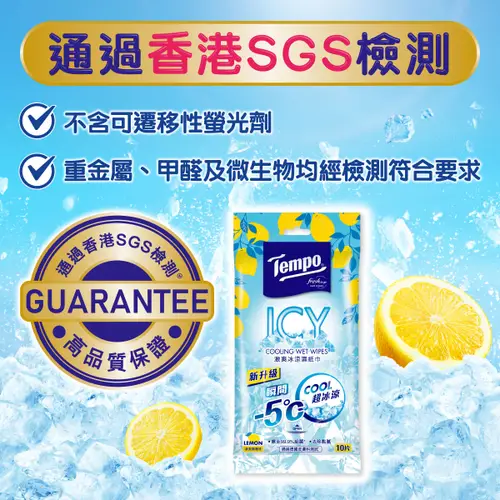 通過香港SGS檢測
不含可遷移性螢光劑
重金屬、甲醛及微生物均經檢測符合要求
通過香港SGS檢測®
GUARANTEE
高品質保證
Tempo
ICY
COOLING WET WIPES
激爽冰涼濕紙巾
新升級
瞬間
-5°C
COOL
超冰涼
LEMON
10片